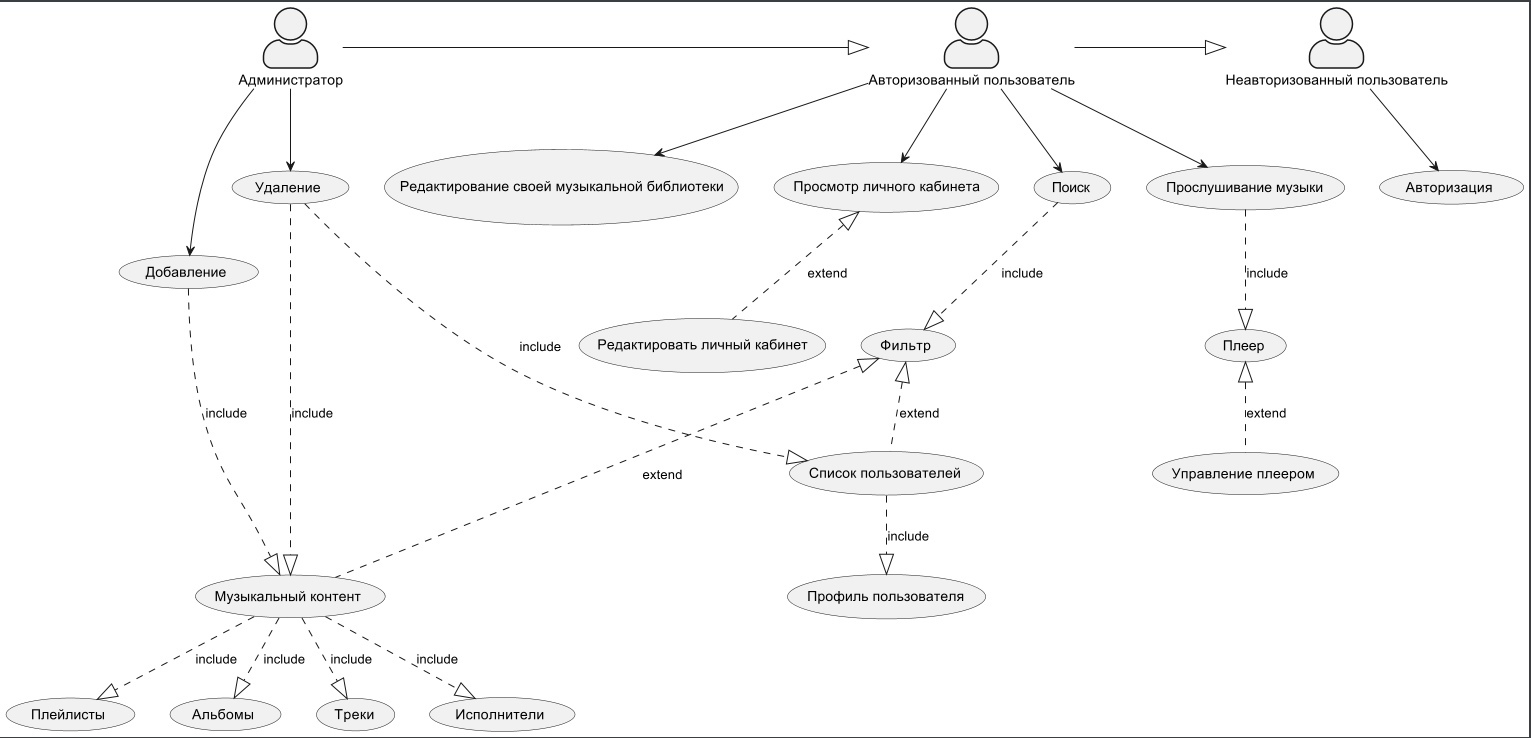 Администратор
Авторизованный пользователь
Неавторизованный пользователь
Удаление
Редактирование своей музыкальной библиотеки
Просмотр личного кабинета
Поиск
Прослушивание музыки
Авторизация
Добавление
extend
include
include
include
Редактировать личный кабинет
Фильтр
Плеер
include
include
extend
extend
extend
Список пользователей
Управление плеером
include
Музыкальный контент
Профиль пользователя
include
include
include
include
Плейлисты
Альбомы
Треки
Исполнители